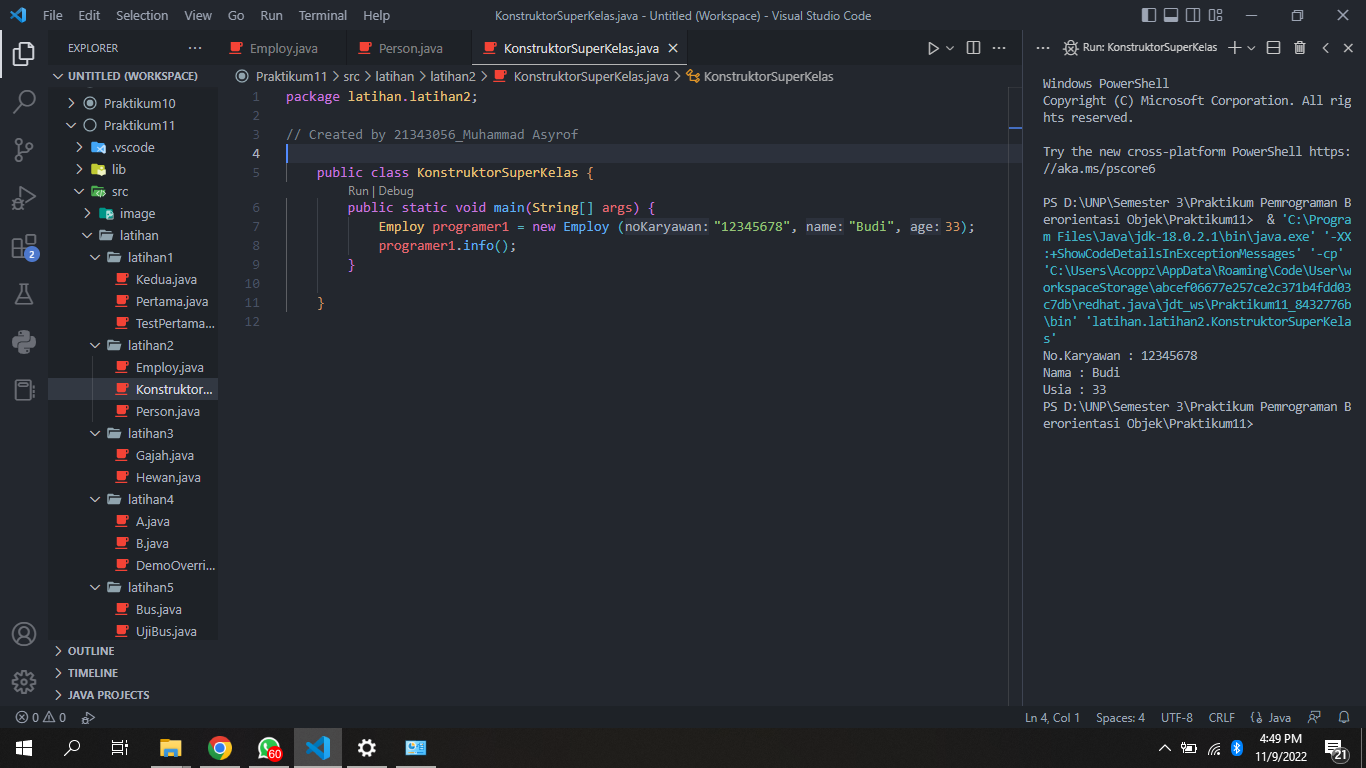 File Edit Selection View Go Run Terminal Help
KonstruktorSuperKelas.java - Untitled (Workspace) - Visual Studio Code
EXPLORER
UNTITLED (WORKSPACE)
Praktikum10
Praktikum11
.vscode
lib
src
image
latihan
latihan1
Kedua.java
Pertama.java
TestPertama...
latihan2
Employ.java
Konstruktor...
Person.java
latihan3
Gajah.java
Hewan.java
latihan4
A.java
B.java
DemoOverri...
latihan5
Bus.java
UjiBus.java
OUTLINE
TIMELINE
JAVA PROJECTS
2
Employ.java Person.java KonstruktorSuperKelas.java
Praktikum11 > src > latihan > latihan2 > KonstruktorSuperKelas.java > KonstruktorSuperKelas
1 package latihan.latihan2;
2
3 // Created by 21343056_Muhammad Asyrof
4
5 public class KonstruktorSuperKelas {
Run | Debug
6 public static void main(String[] args) {
7 Employ programer1 = new Employ (noKaryawan: "12345678", name: "Budi", age: 33);
8 programer1.info();
9 }
10
11 }
12
Run: KonstruktorSuperKelas
Windows PowerShell
Copyright (C) Microsoft Corporation. All rig
hts reserved.
Try the new cross-platform PowerShell https:
//aka.ms/pscore6
PS D:\UNP\Semester 3\Praktikum Pemrograman B
erorientasi Objek\Praktikum11> & 'C:\Progra
m Files\Java\jdk-18.0.2.1\bin\java.exe' '-XX
:+ShowCodeDetailsInExceptionMessages' '-cp'
'C:\Users\Acoppz\AppData\Roaming\Code\User\w
orkspaceStorage\abcef06677e257ce2c371b4fdd03
c7db\redhat.java\jdt_ws\Praktikum11_8432776b
\bin' 'latihan.latihan2.KonstruktorSuperKela
s'
No.Karyawan : 12345678
Nama : Budi
Usia : 33
PS D:\UNP\Semester 3\Praktikum Pemrograman B
erorientasi Objek\Praktikum11>
0 0
Ln 4, Col 1 Spaces: 4 UTF-8 CRLF Java
60
4:49 PM
11/9/2022
21